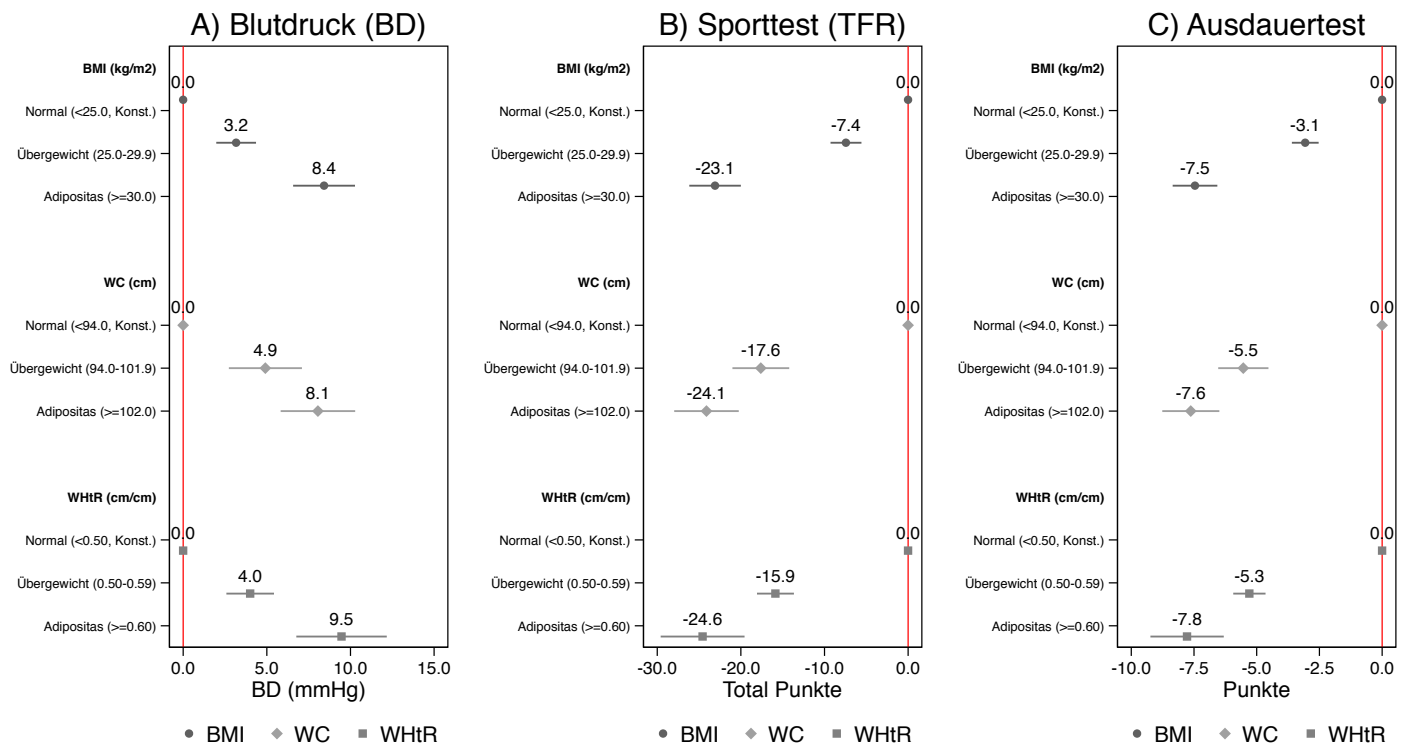 A) Blutdruck (BD)
BMI (kg/m2)
0.0
Normal (<25.0, Konst.)
3.2
Übergewicht (25.0-29.9)
8.4
Adipositas (>=30.0)
WC (cm)
0.0
Normal (<94.0, Konst.)
4.9
Übergewicht (94.0-101.9)
8.1
Adipositas (>=102.0)
WHtR (cm/cm)
0.0
Normal (<0.50, Konst.)
4.0
Übergewicht (0.50-0.59)
9.5
Adipositas (>=0.60)
0.0 5.0 10.0 15.0
BD (mmHg)
BMI WC WHtR
B) Sporttest (TFR)
BMI (kg/m2)
0.0
Normal (<25.0, Konst.)
-7.4
Übergewicht (25.0-29.9)
-23.1
Adipositas (>=30.0)
WC (cm)
0.0
Normal (<94.0, Konst.)
-17.6
Übergewicht (94.0-101.9)
-24.1
Adipositas (>=102.0)
WHtR (cm/cm)
0.0
Normal (<0.50, Konst.)
-15.9
Übergewicht (0.50-0.59)
-24.6
Adipositas (>=0.60)
-30.0 -20.0 -10.0 0.0
Total Punkte
BMI WC WHtR
C) Ausdauertest
BMI (kg/m2)
0.0
Normal (<25.0, Konst.)
-3.1
Übergewicht (25.0-29.9)
-7.5
Adipositas (>=30.0)
WC (cm)
0.0
Normal (<94.0, Konst.)
-5.5
Übergewicht (94.0-101.9)
-7.6
Adipositas (>=102.0)
WHtR (cm/cm)
0.0
Normal (<0.50, Konst.)
-5.3
Übergewicht (0.50-0.59)
-7.8
Adipositas (>=0.60)
-10.0 -7.5 -5.0 -2.5 0.0
Punkte
BMI WC WHtR